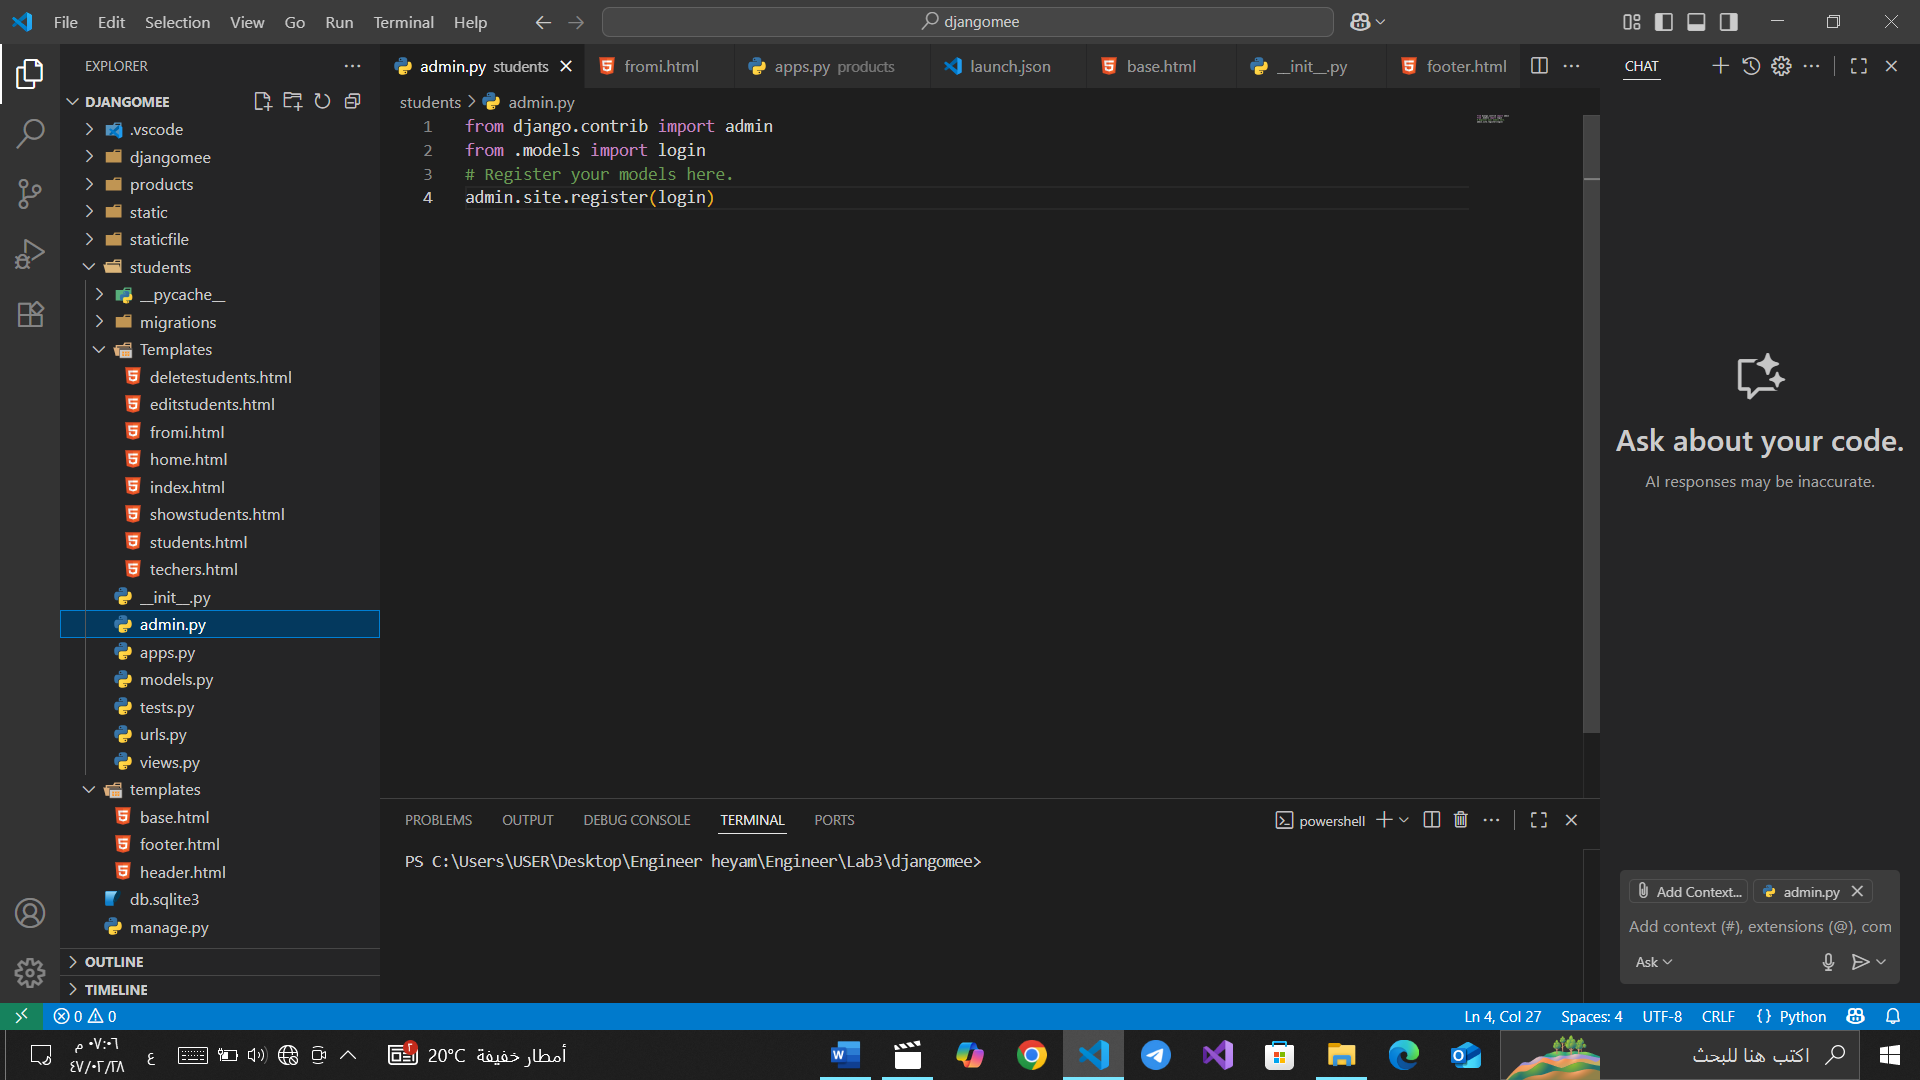 File Edit Selection View Go Run Terminal Help
djangomee
EXPLORER
DJANGOMEE
.vscode
djangomee
products
static
staticfile
students
__pycache__
migrations
Templates
deletestudents.html
editstudents.html
fromi.html
home.html
index.html
showstudents.html
students.html
techers.html
__init__.py
admin.py
apps.py
models.py
tests.py
urls.py
views.py
templates
base.html
footer.html
header.html
db.sqlite3
manage.py
OUTLINE
TIMELINE
admin.py students
fromi.html
apps.py products
launch.json
base.html
__init__.py
footer.html
students > admin.py
1 from django.contrib import admin
2 from .models import login
3 # Register your models here.
4 admin.site.register(login)
PROBLEMS OUTPUT DEBUG CONSOLE TERMINAL PORTS
powershell
PS C:\Users\USER\Desktop\Engineer heyam\Engineer\Lab3\djangomee>
CHAT
Ask about your code.
AI responses may be inaccurate.
Add Context...
admin.py
Add context (#), extensions (@), com
Ask
0 0
Ln 4, Col 27 Spaces: 4 UTF-8 CRLF {} Python
٠٧:٠٦ م
٤٧/٠٢/٢٨
ع
٢
20°C أمطار خفيفة
اكتب هنا للبحث